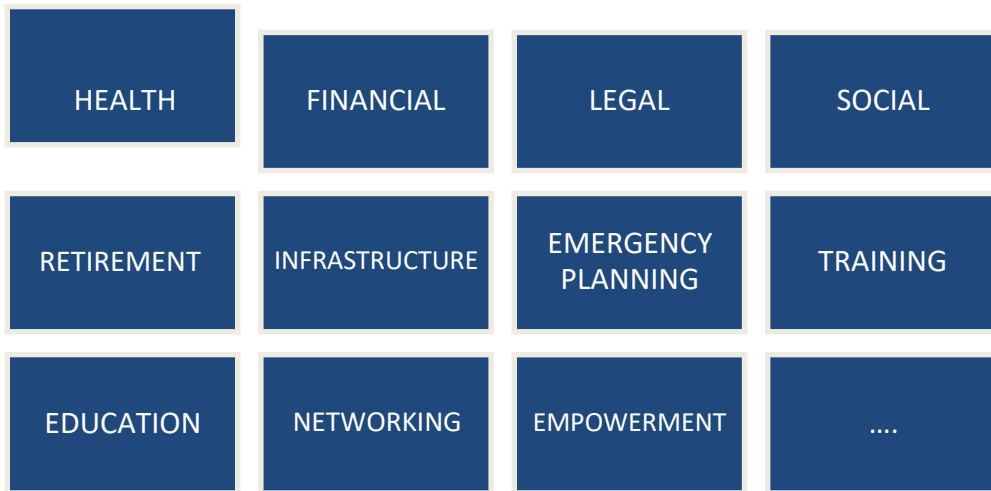 HEALTH
FINANCIAL
LEGAL
SOCIAL
RETIREMENT
INFRASTRUCTURE
EMERGENCY
PLANNING
TRAINING
EDUCATION
NETWORKING
EMPOWERMENT
....